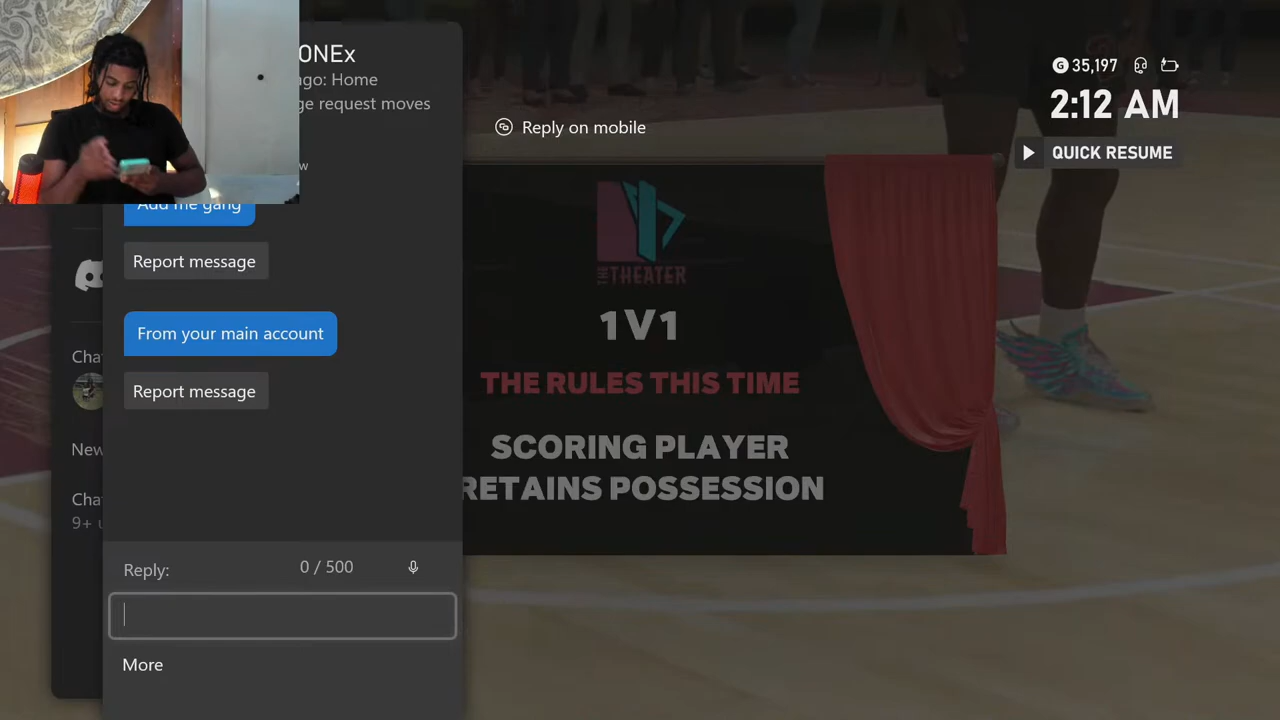 ONEx
ago: Home
ge request moves
Add me gang
Report message
From your main account
Report message
Reply: 0 / 500
More
Reply on mobile
THE THEATER
1V1
THE RULES THIS TIME
SCORING PLAYER
RETAINS POSSESSION
G 35,197
2:12 AM
QUICK RESUME
Cha
New
Cha
9+ u